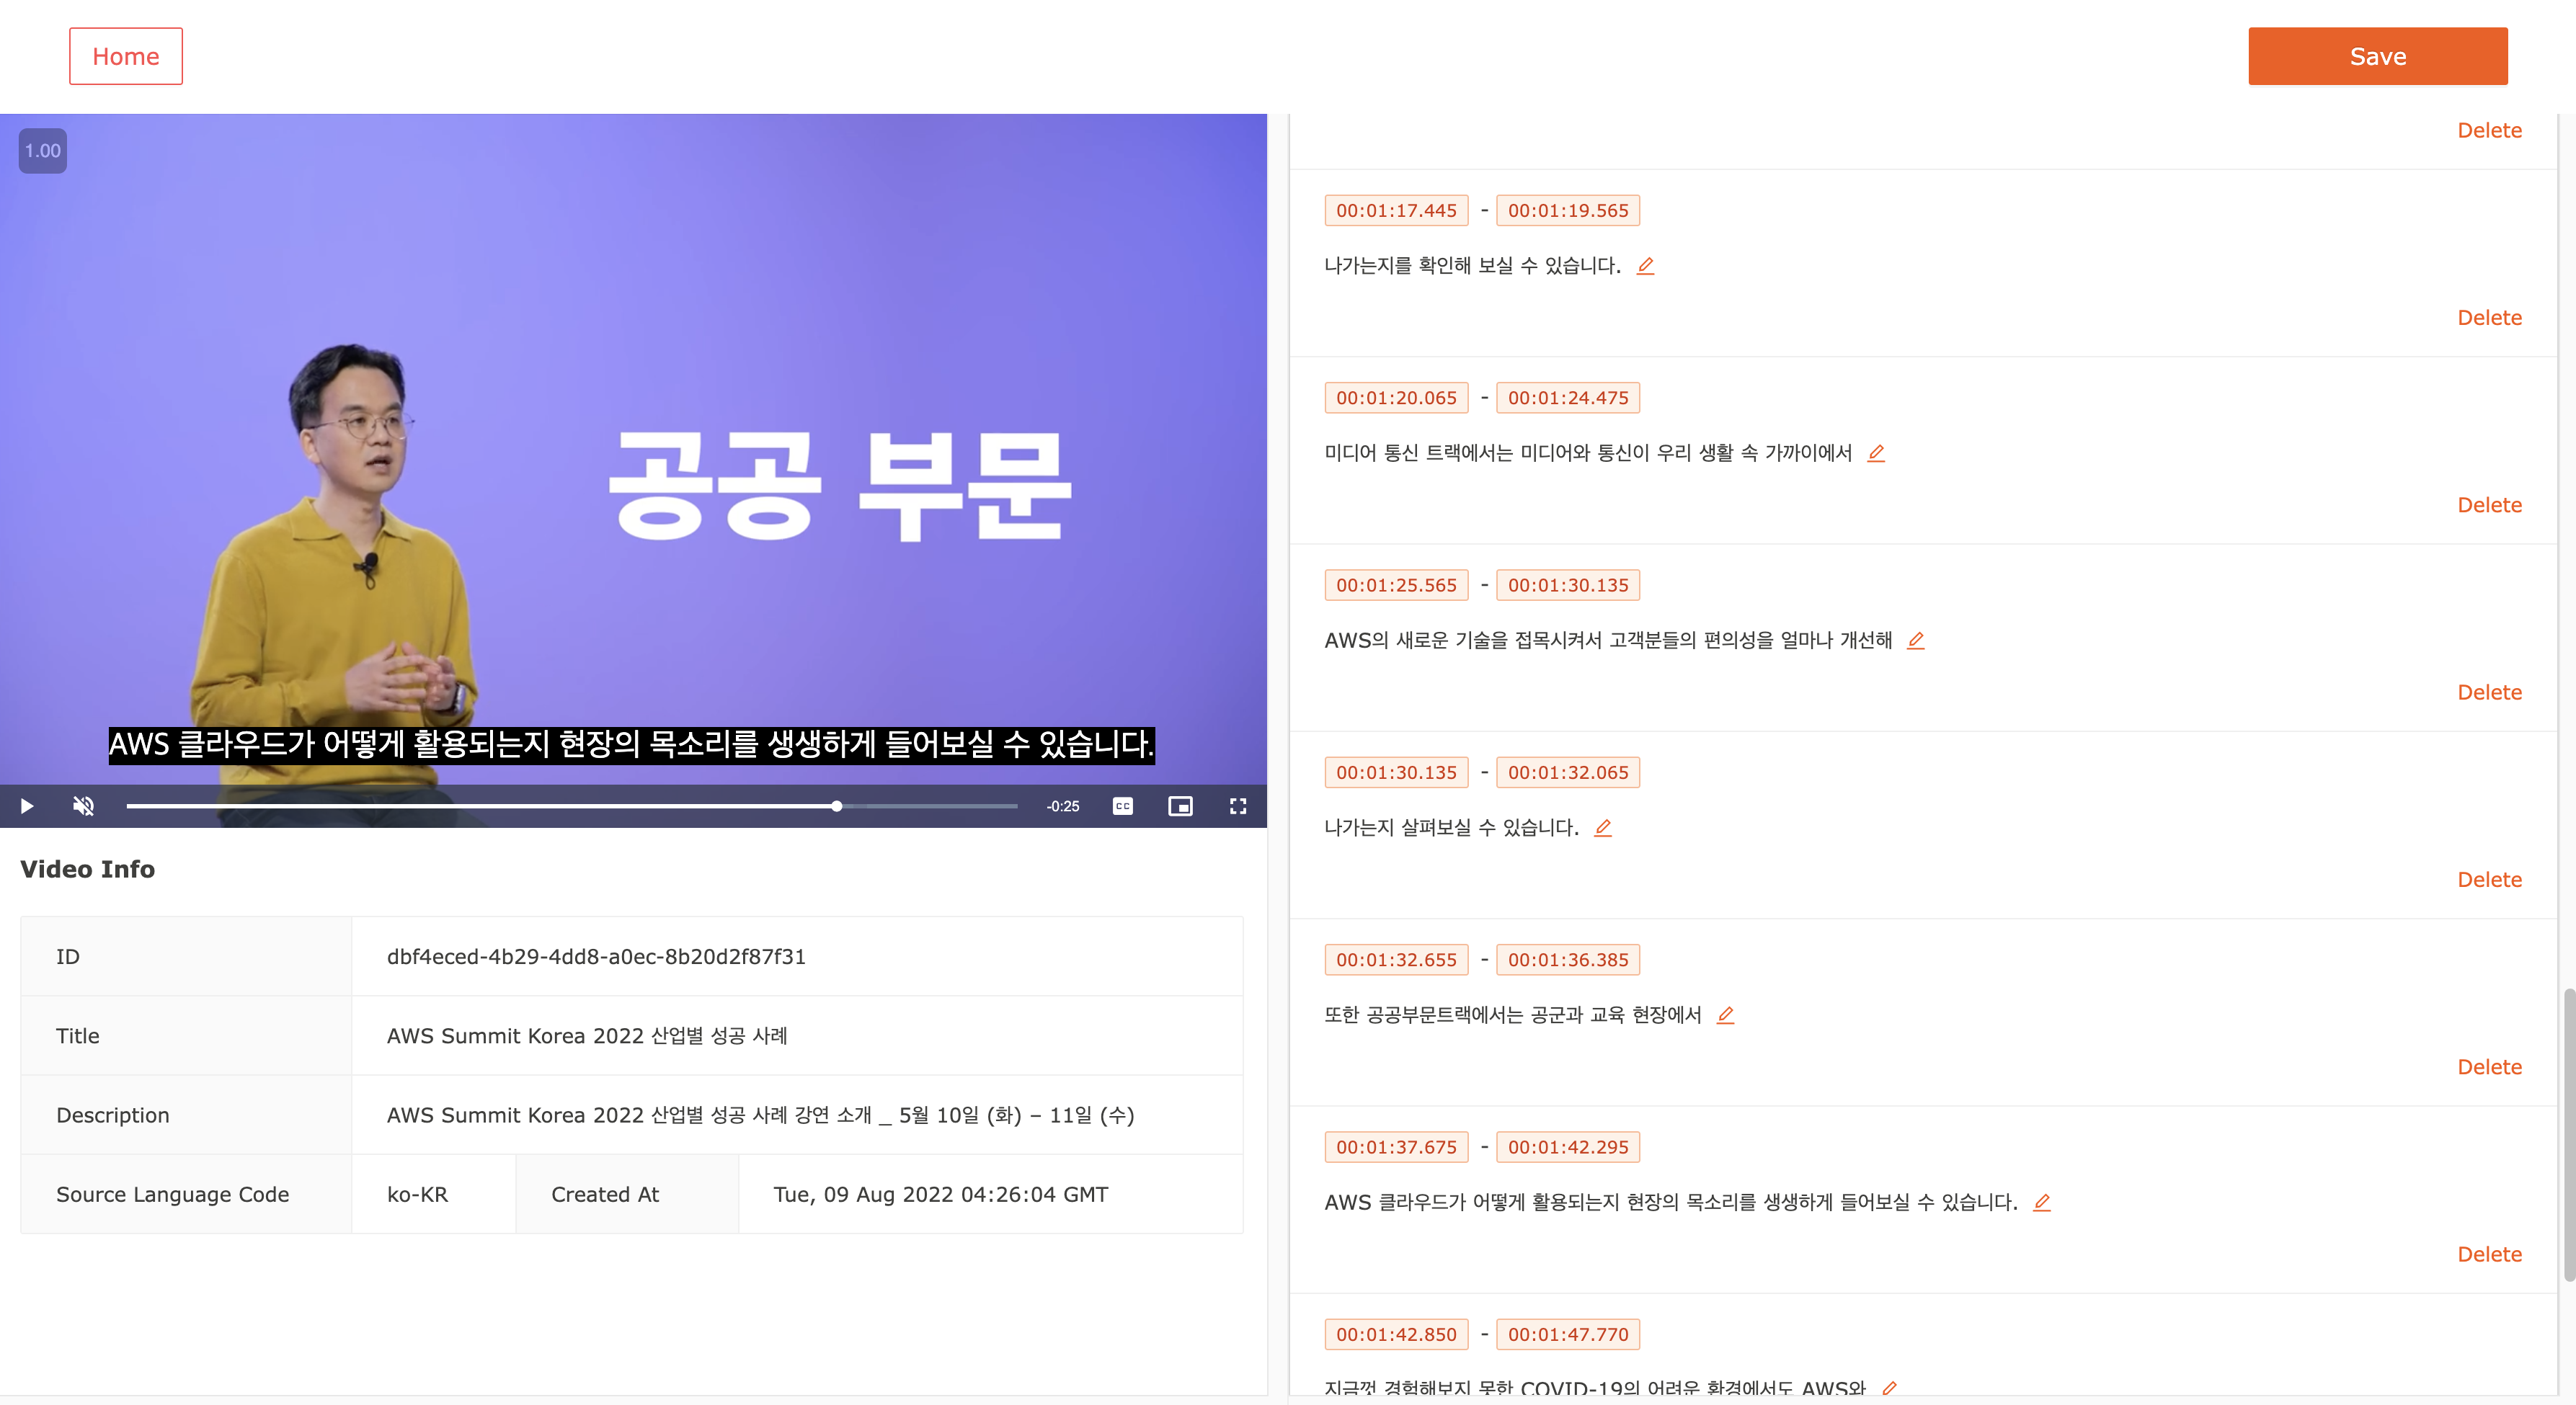 Home
Save
1.00
공공 부문
AWS 클라우드가 어떻게 활용되는지 현장의 목소리를 생생하게 들어보실 수 있습니다.
-0:25
CC
Video Info
ID
dbf4eced-4b29-4dd8-a0ec-8b20d2f87f31
Title
AWS Summit Korea 2022 산업별 성공 사례
Description
AWS Summit Korea 2022 산업별 성공 사례 강연 소개 _ 5월 10일 (화) – 11일 (수)
Source Language Code
ko-KR
Created At
Tue, 09 Aug 2022 04:26:04 GMT
Delete
00:01:17.445 - 00:01:19.565
나가는지를 확인해 보실 수 있습니다.
Delete
00:01:20.065 - 00:01:24.475
미디어 통신 트랙에서는 미디어와 통신이 우리 생활 속 가까이에서
Delete
00:01:25.565 - 00:01:30.135
AWS의 새로운 기술을 접목시켜서 고객분들의 편의성을 얼마나 개선해
Delete
00:01:30.135 - 00:01:32.065
나가는지 살펴보실 수 있습니다.
Delete
00:01:32.655 - 00:01:36.385
또한 공공부문트랙에서는 공군과 교육 현장에서
Delete
00:01:37.675 - 00:01:42.295
AWS 클라우드가 어떻게 활용되는지 현장의 목소리를 생생하게 들어보실 수 있습니다.
Delete
00:01:42.850 - 00:01:47.770
지금껏 경험해보지 못한 COVID-19의 어려운 환경에서도 AWS와